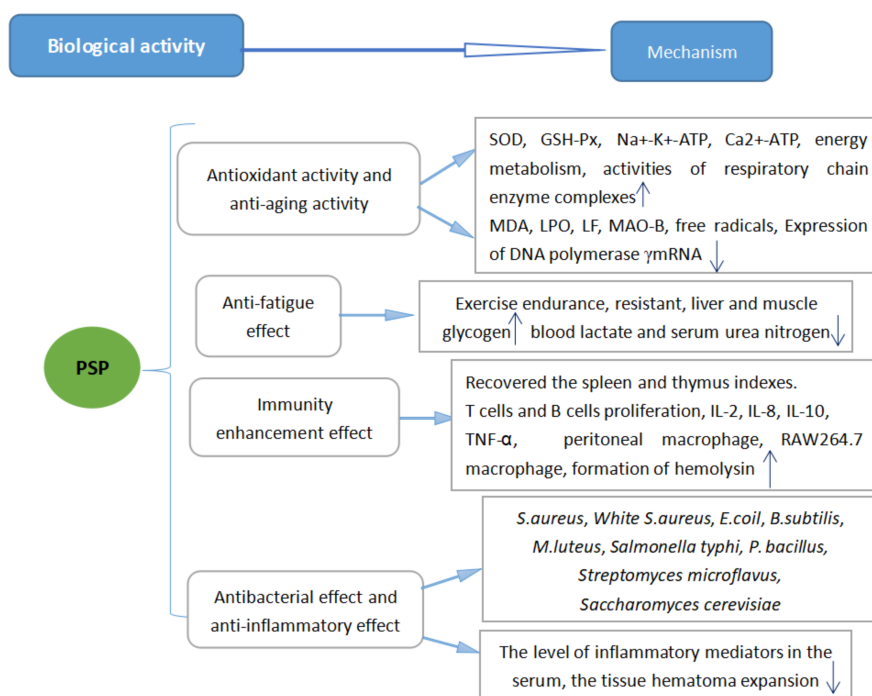 Biological activity
Mechanism
PSP
Antioxidant activity and
anti-aging activity
SOD, GSH-Px, Na+-K+-ATP, Ca2+-ATP, energy
metabolism, activities of respiratory chain
enzyme complexes↑
MDA, LPO, LF, MAO-B, free radicals, Expression
of DNA polymerase γmRNA ↓
Anti-fatigue
effect
Exercise endurance, resistant, liver and muscle
glycogen↑ blood lactate and serum urea nitrogen↓
Immunity
enhancement effect
Recovered the spleen and thymus indexes.
T cells and B cells proliferation, IL-2, IL-8, IL-10,
TNF-α, peritoneal macrophage, RAW264.7
macrophage, formation of hemolysin ↑
Antibacterial effect and
anti-inflammatory effect
S.aureus, White S.aureus, E.coil, B.subtilis,
M.luteus, Salmonella typhi, P. bacillus,
Streptomyces microflavus,
Saccharomyces cerevisiae
The level of inflammatory mediators in the
serum, the tissue hematoma expansion ↓